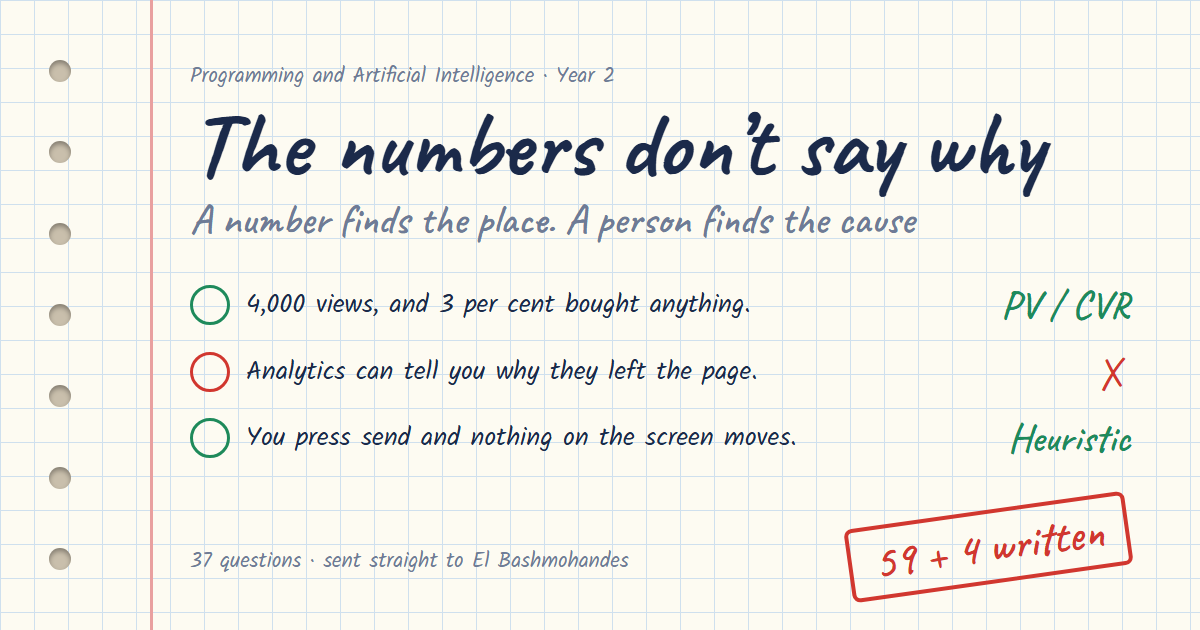 Programming and Artificial Intelligence · Year 2
The numbers don’t say why
A number finds the place. A person finds the cause
4,000 views, and 3 per cent bought anything.
PV / CVR
Analytics can tell you why they left the page.
X
You press send and nothing on the screen moves.
Heuristic
37 questions · sent straight to El Bashmohandes
59 + 4 written